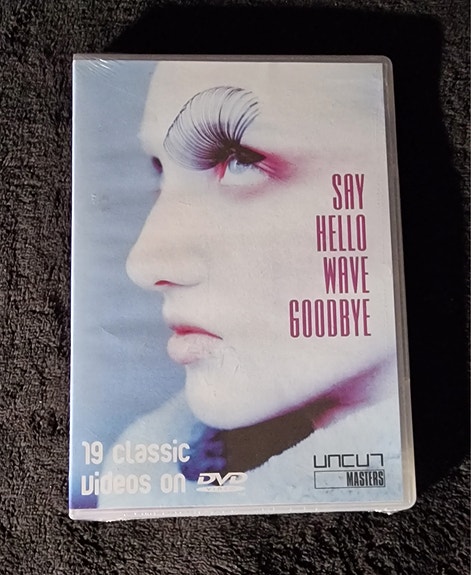 SAY
HELLO
WAVE
GOODBYE
19 classic
videos on DVD
UNCUT
MASTERS